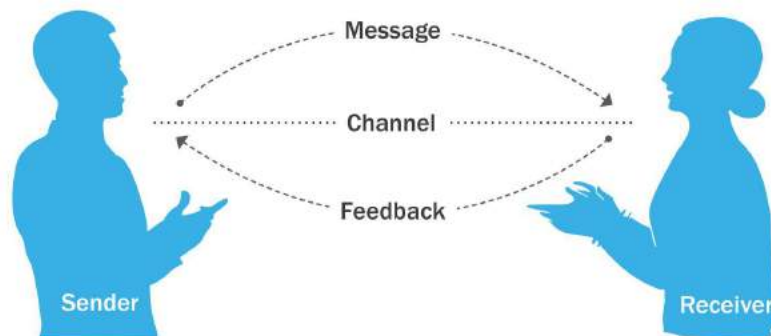 Message
Channel
Feedback
Sender
Receiver